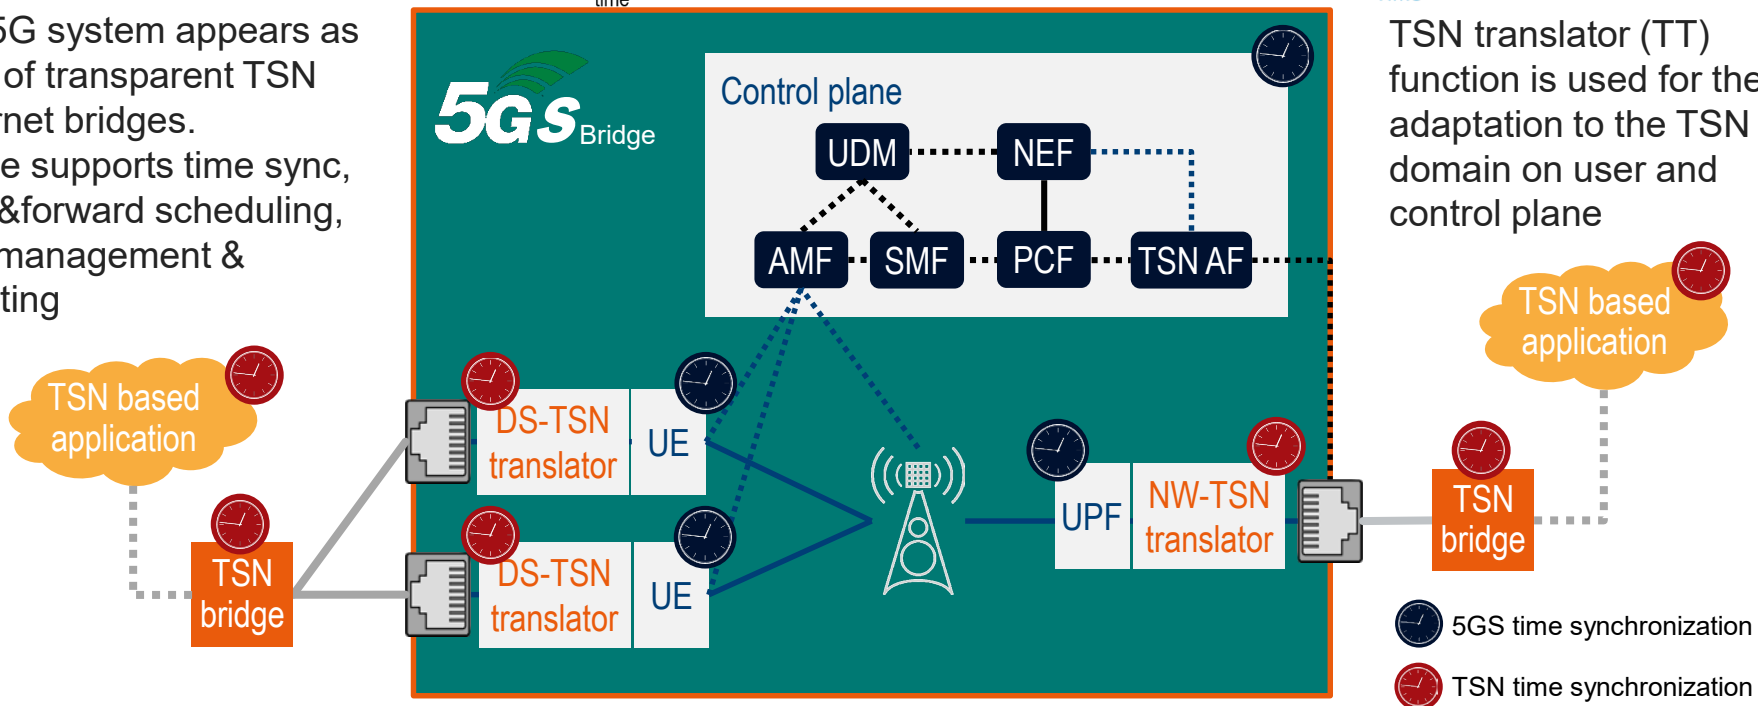 time
5G system appears as
of transparent TSN
rnet bridges.
e supports time sync,
&forward scheduling,
management &
ting
5GS Bridge
Control plane
UDM
NEF
AMF
SMF
PCF
TSN AF
TSN translator (TT)
function is used for the
adaptation to the TSN
domain on user and
control plane
TSN based
application
TSN
bridge
DS-TSN
translator
UE
DS-TSN
translator
UE
UPF
NW-TSN
translator
TSN
bridge
TSN based
application
5GS time synchronization
TSN time synchronization